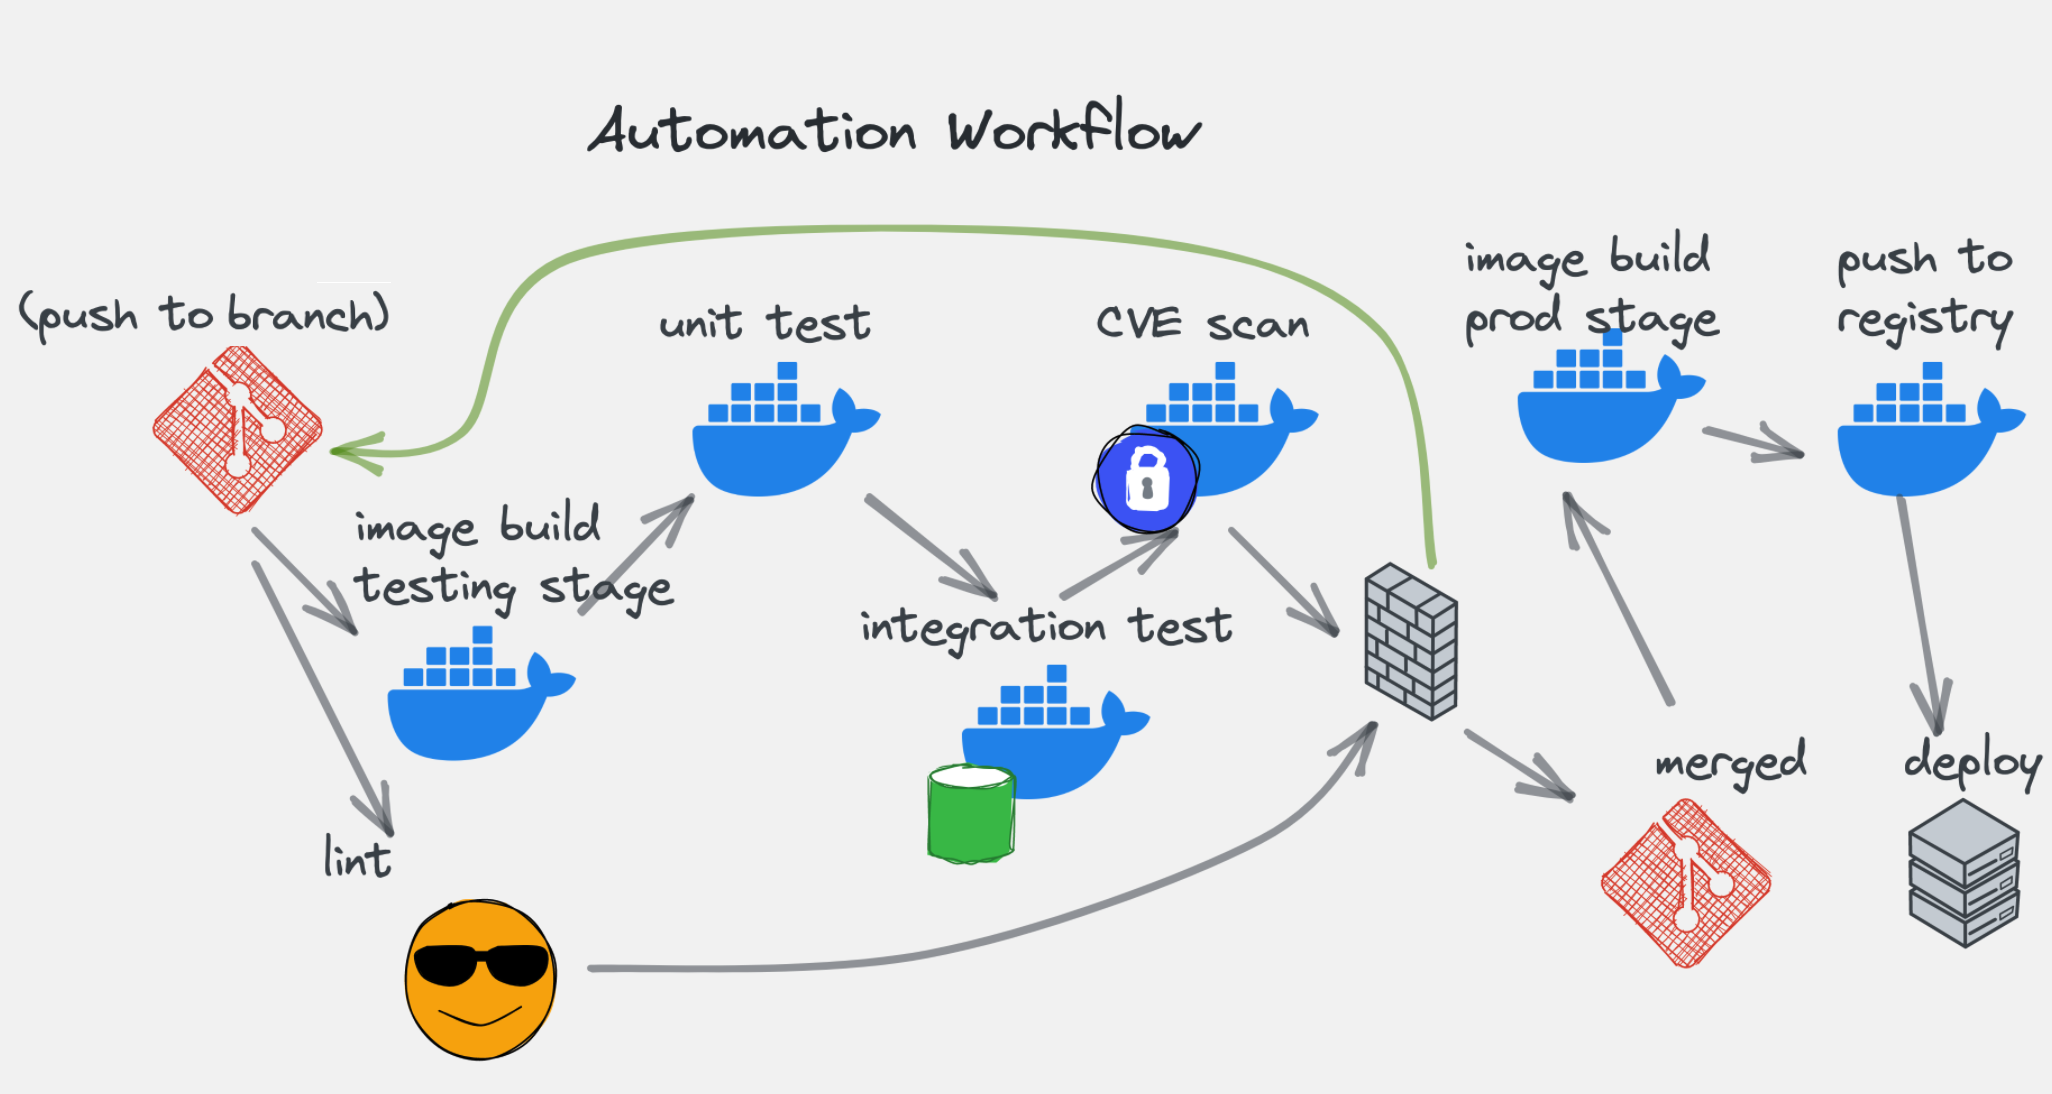 Automation Workflow
(push to branch)
image build
testing stage
lint
unit test
integration test
CVE scan
merged
image build
prod stage
push to
registry
deploy